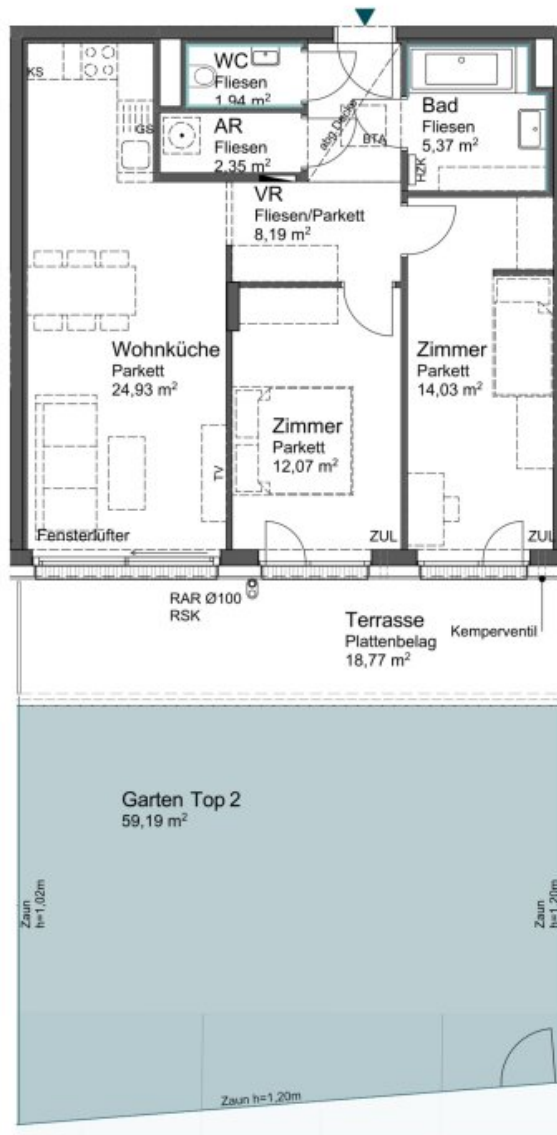 WC
Fliesen
1,94 m²
KS
AR
Fliesen
2,35 m²
GS
abg. Decke
BTA
Bad
Fliesen
5,37 m²
HZK
VR
Fliesen/Parkett
8,19 m²
Wohnküche
Parkett
24,93 m²
Zimmer
Parkett
14,03 m²
Zimmer
Parkett
12,07 m²
TV
Fensterlüfter
ZUL
ZUL
RAR Ø100
RSK
Terrasse
Plattenbelag
18,77 m²
Kemperventil
Garten Top 2
59,19 m²
Zaun
h=1,02m
Zaun
h=1,20m
Zaun h=1,20m